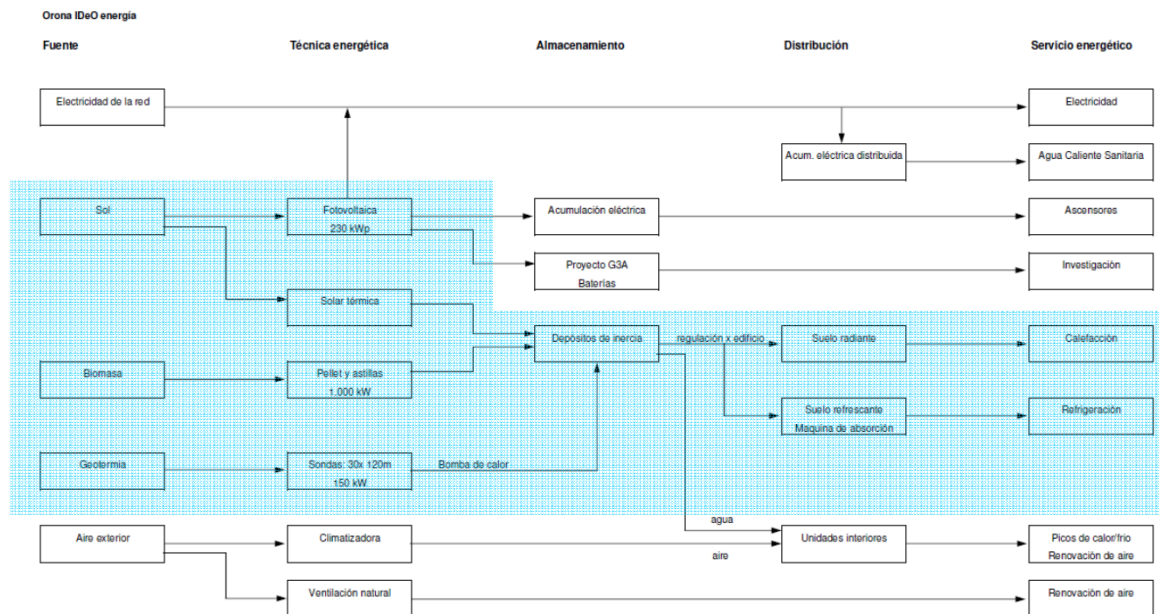 Orona IDeO energía
Fuente Técnica energética Almacenamiento Distribución Servicio energético
Electricidad de la red Electricidad
Acum. eléctrica distribuida Agua Caliente Sanitaria
Sol Fotovoltaica Acumulación eléctrica Ascensores
230 kWp
Proyecto G3A Investigación
Baterías
Solar térmica
Depósitos de inercia regulación x edificio Suelo radiante Calefacción
Biomasa Pellet y astillas
1.000 kW
Suelo refrescante Refrigeración
Maquina de absorción
Geotermia Sondas: 30x 120m Bomba de calor
150 kW
agua
Aire exterior Climatizadora Unidades interiores Picos de calor/frio
aire Renovación de aire
Ventilación natural Renovación de aire